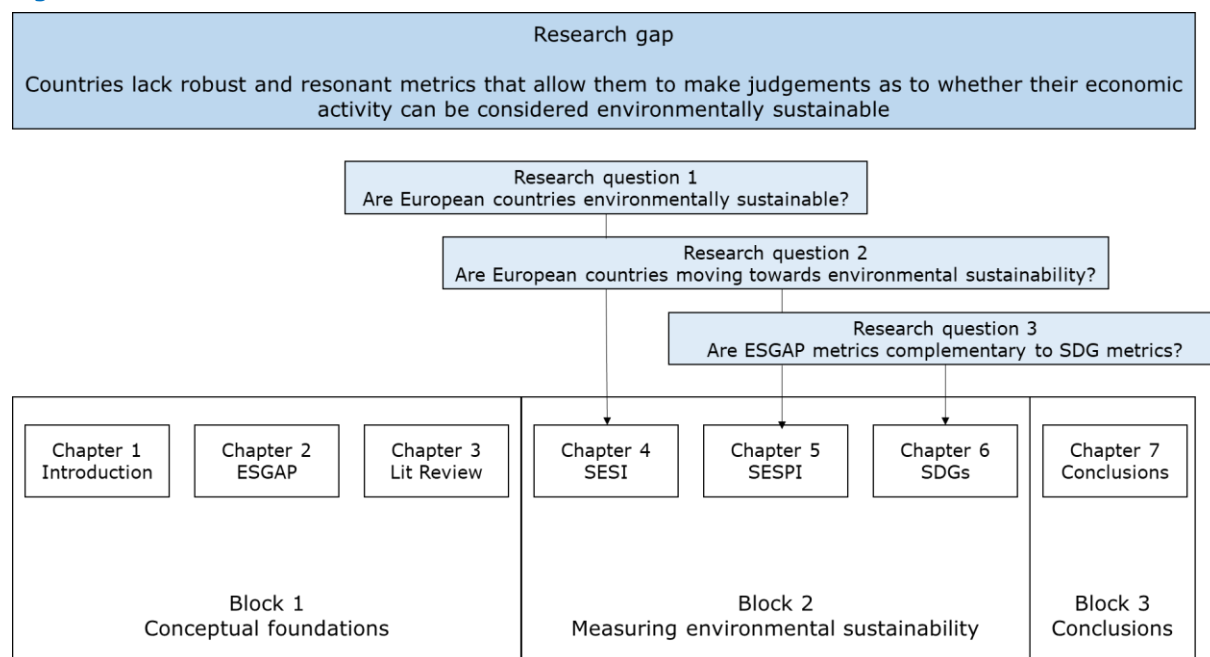 Research gap
Countries lack robust and resonant metrics that allow them to make judgements as to whether their economic
activity can be considered environmentally sustainable
Research question 1
Are European countries environmentally sustainable?
Research question 2
Are European countries moving towards environmental sustainability?
Research question 3
Are ESGAP metrics complementary to SDG metrics?
Chapter 1
Introduction
Chapter 2
ESGAP
Chapter 3
Lit Review
Chapter 4
SESI
Chapter 5
SESPI
Chapter 6
SDGs
Chapter 7
Conclusions
Block 1
Conceptual foundations
Block 2
Measuring environmental sustainability
Block 3
Conclusions